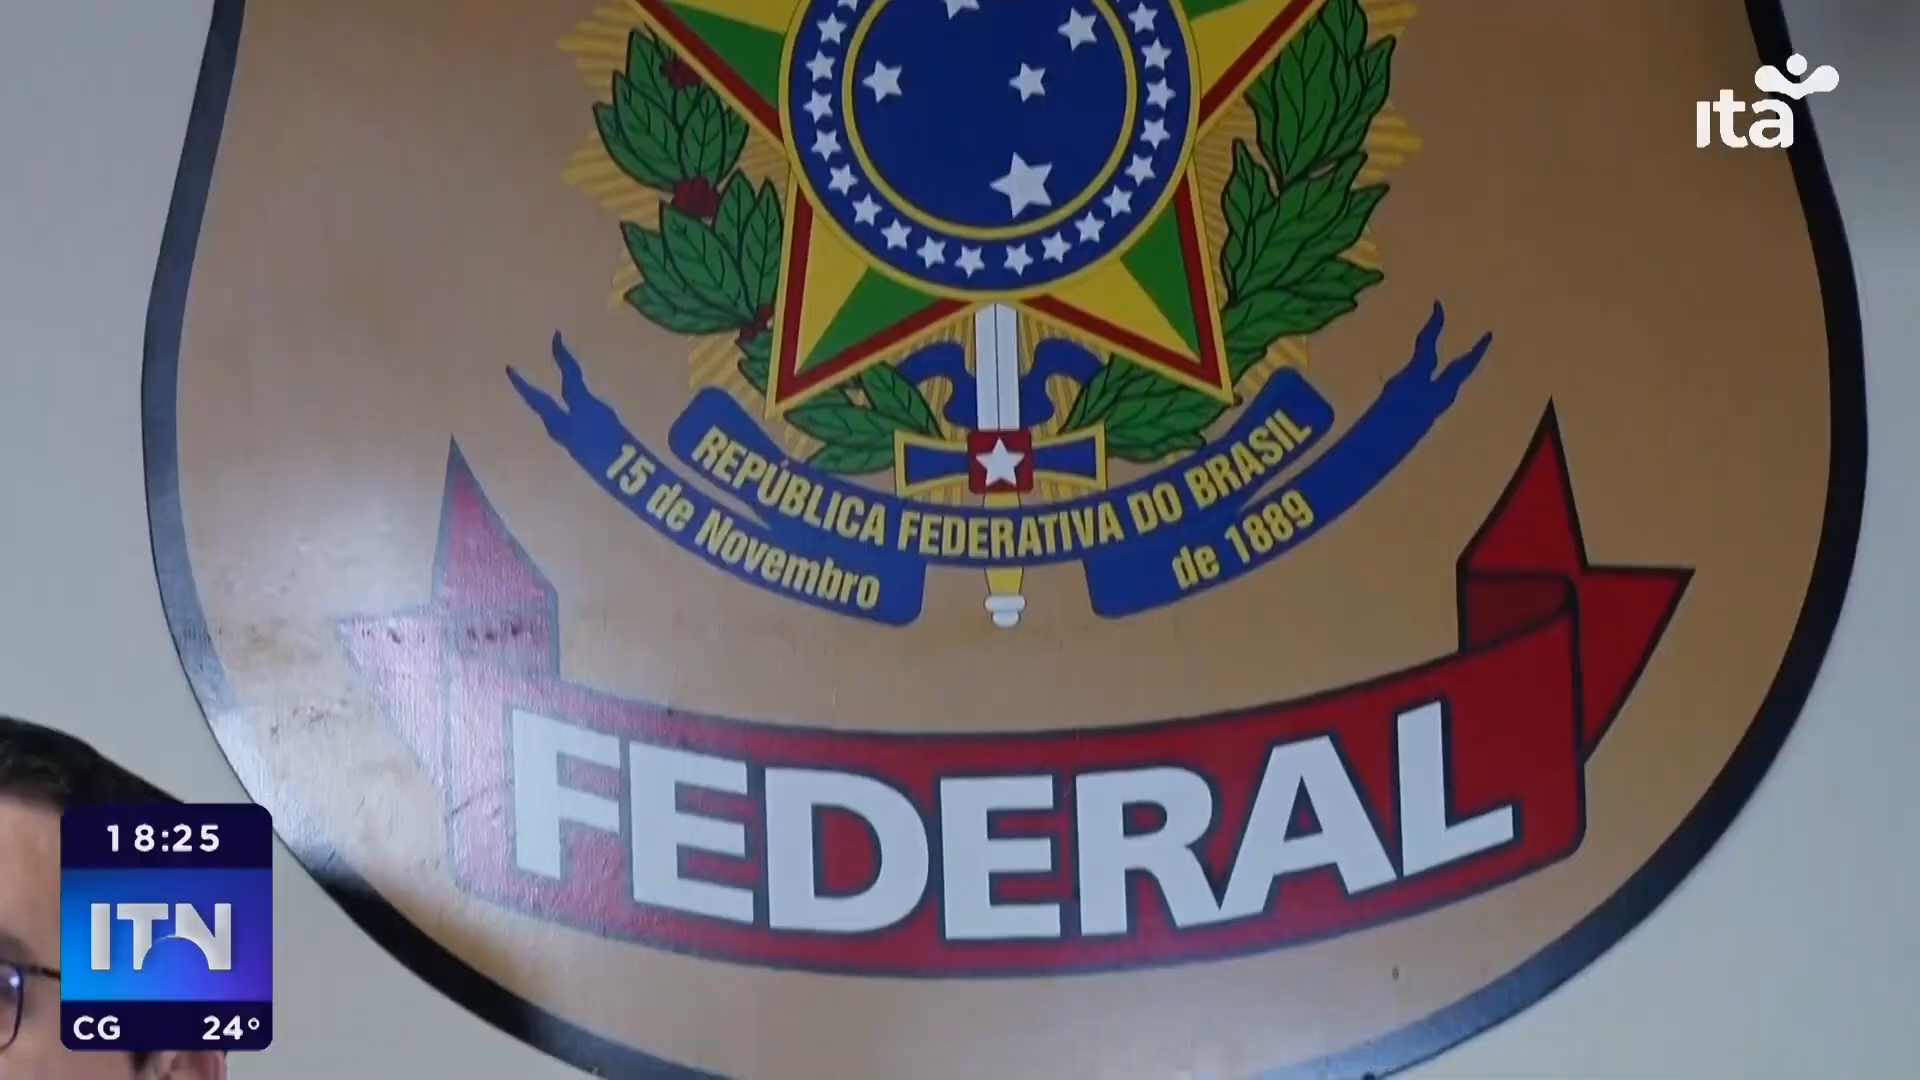 ita
REPÚBLICA FEDERATIVA DO BRASIL
15 de Novembro de 1889
FEDERAL
18:25
ITN
CG 24°